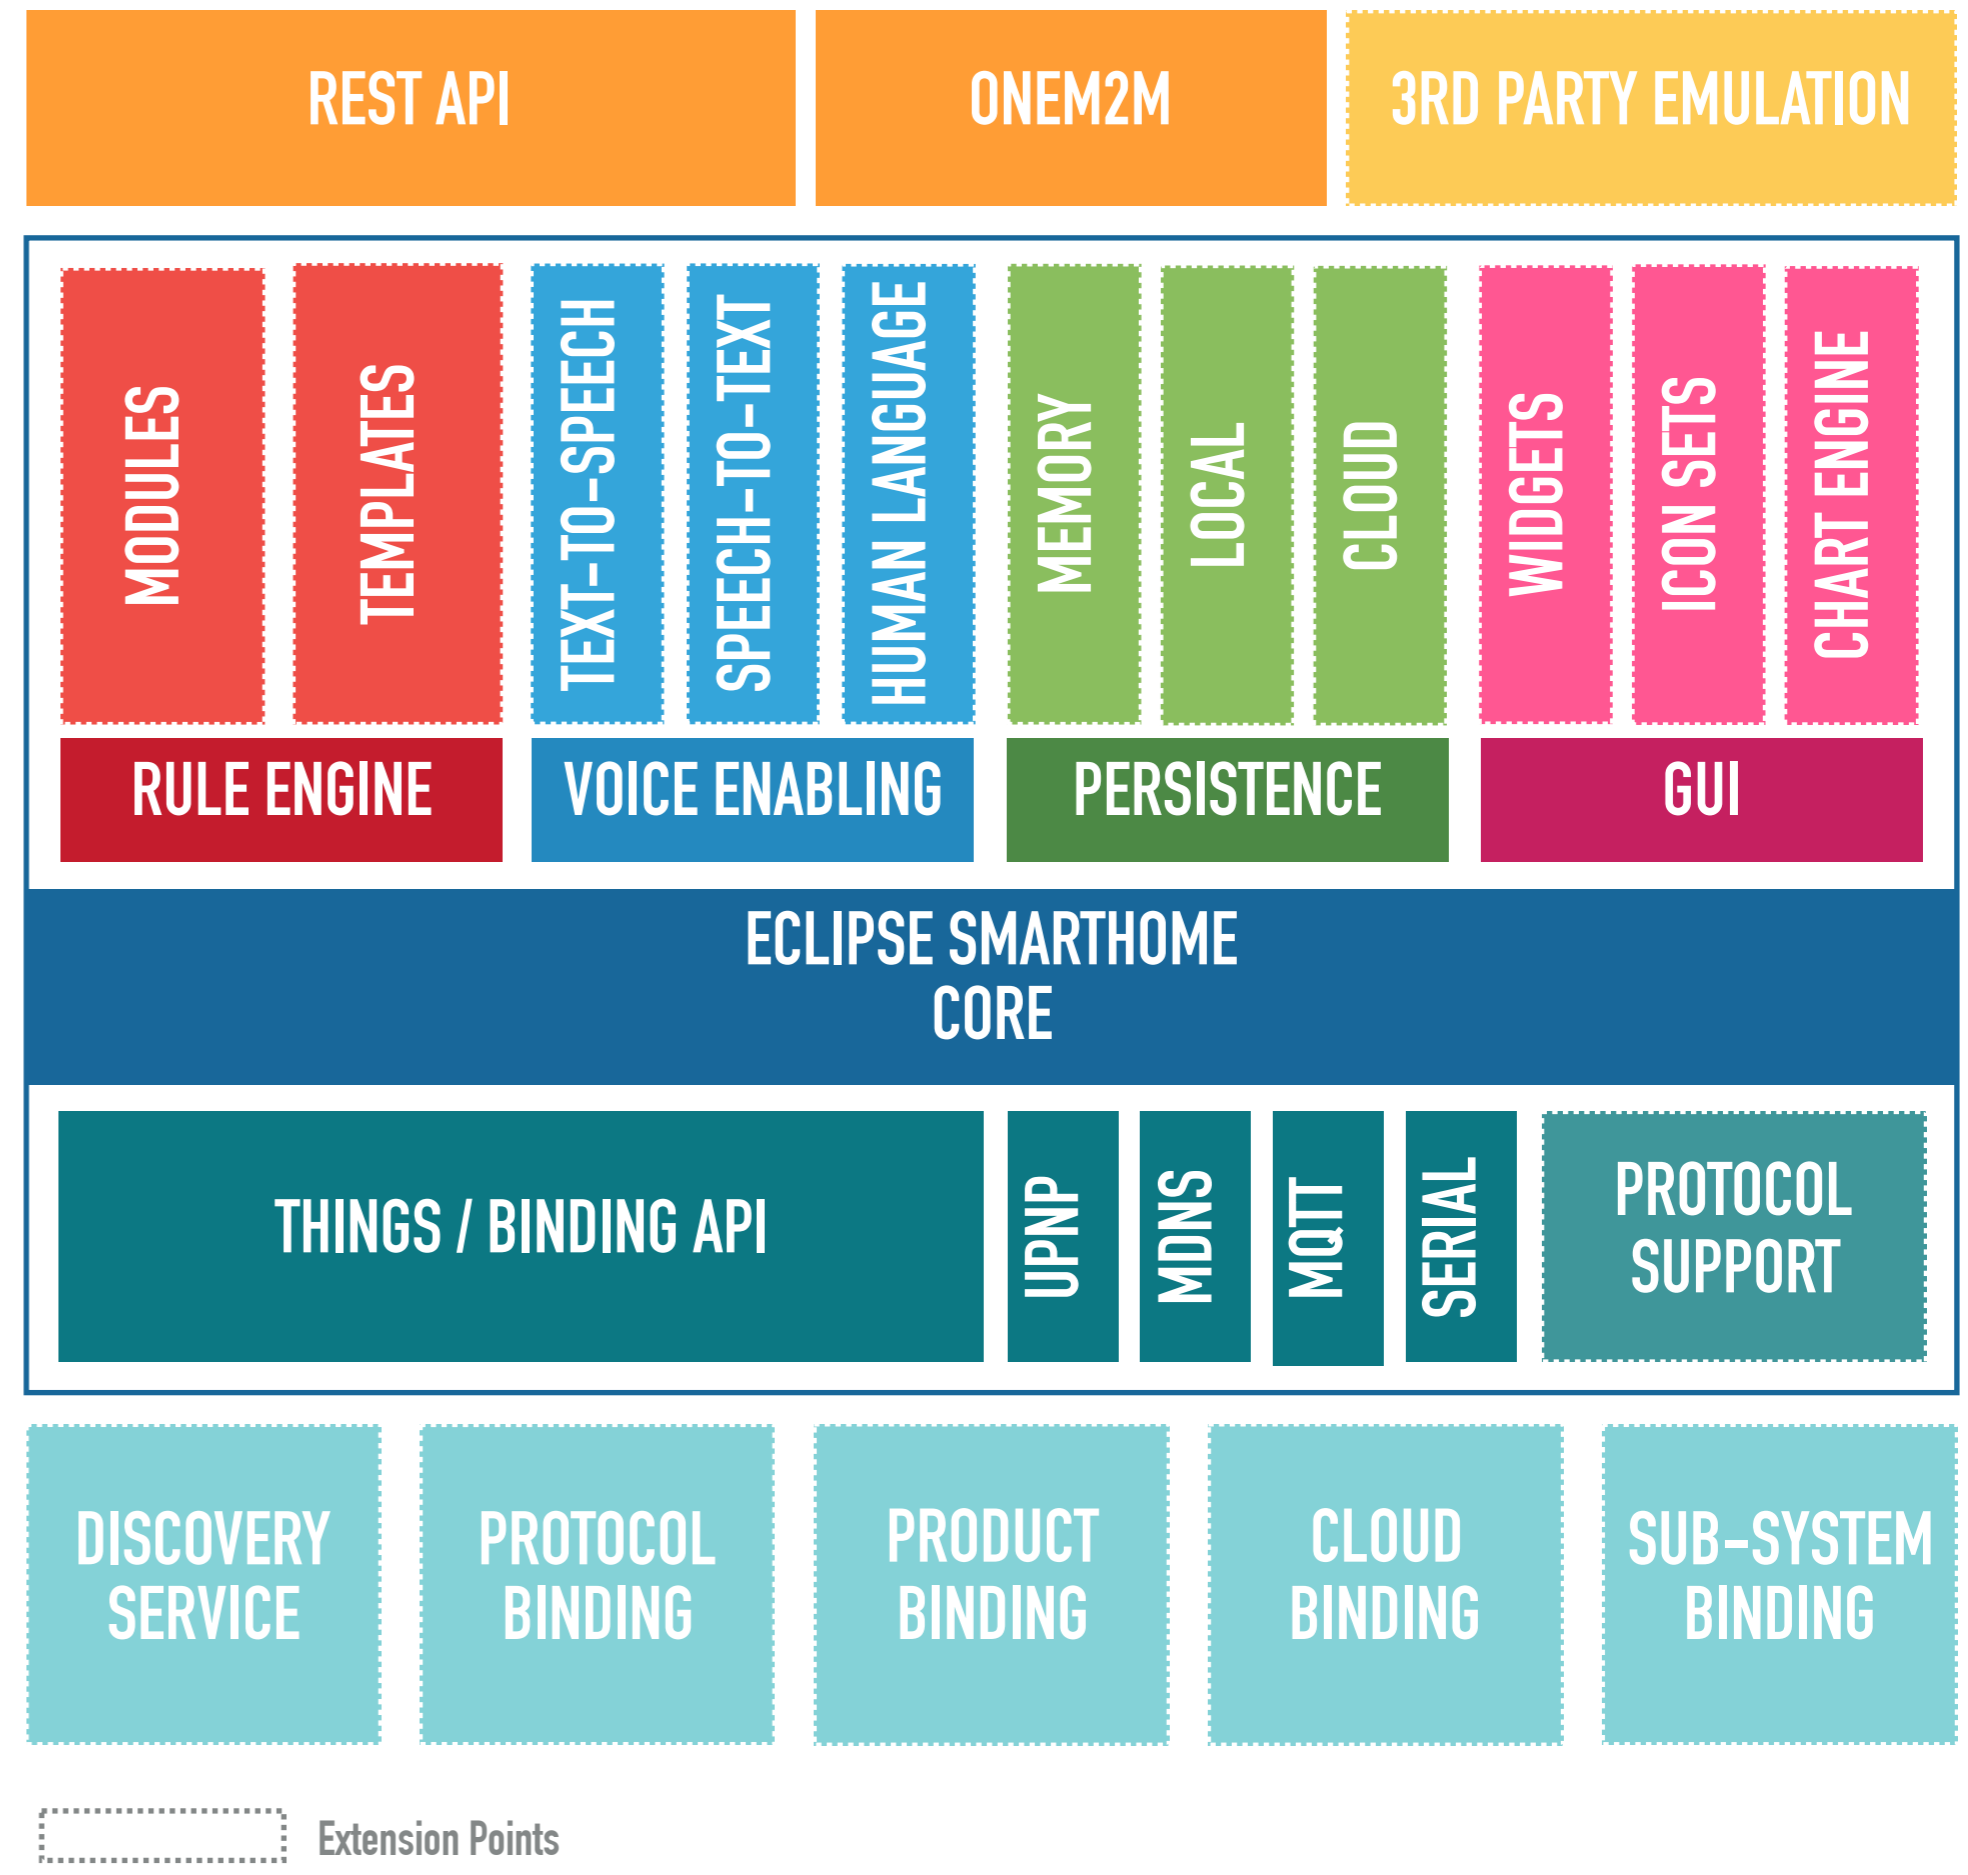 REST API
ONEM2M
3RD PARTY EMULATION
MODULES
TEMPLATES
TEXT-TO-SPEECH
SPEECH-TO-TEXT
HUMAN LANGUAGE
MEMORY
LOCAL
CLOUD
WIDGETS
ICON SETS
CHART ENGINE
RULE ENGINE
VOICE ENABLING
PERSISTENCE
GUI
ECLIPSE SMARTHOME
CORE
THINGS / BINDING API
UPNP
MDNS
MQTT
SERIAL
PROTOCOL
SUPPORT
DISCOVERY
SERVICE
PROTOCOL
BINDING
PRODUCT
BINDING
CLOUD
BINDING
SUB-SYSTEM
BINDING
Extension Points